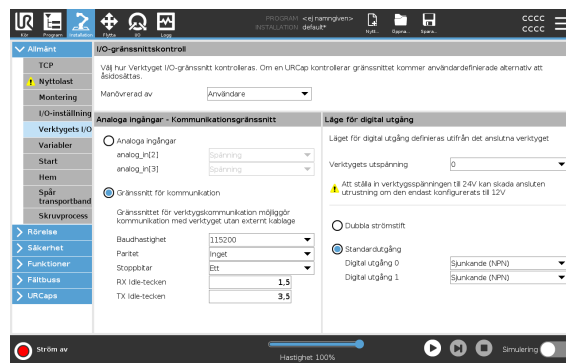 UR
Kör
Program
Installation
Flytta
I/O
Logg
PROGRAM <ej namngiven>
INSTALLATION default*
Nytt...
Öppna...
Spara...
CCCC
CCCC
Allmänt
TCP
Nyttolast
Montering
I/O-inställning
Verktygets I/O
Variabler
Start
Hem
Spår
transportband
Skruvprocess
Rörelse
Säkerhet
Funktioner
Fältbuss
URCaps
I/O-gränssnittskontroll
Välj hur Verktyget I/O-gränssnitt kontrolleras. Om en URCap kontrollerar gränssnittet kommer användardefinierade alternativ att
åsidosättas.
Manövrerad av
Användare
Analoga ingångar - Kommunikationsgränssnitt
Analoga ingångar
analog_in[2]
Spänning
analog_in[3]
Spänning
Gränssnitt för kommunikation
Gränssnittet för verktygskommunikation möjliggör
kommunikation med verktyget utan externt kablage
Baudhastighet
115200
Paritet
Inget
Stoppbitar
Ett
RX Idle-tecken
1,5
TX Idle-tecken
3,5
Läge för digital utgång
Läget för digital utgång definieras utifrån det anslutna verktyget
Verktygets utspänning
0
Att ställa in verktygsspänningen till 24V kan skada ansluten
utrustning om den endast konfigurerats till 12V
Dubbla strömstift
Standardutgång
Digital utgång 0
Sjunkande (NPN)
Digital utgång 1
Sjunkande (NPN)
Ström av
Hastighet 100%
Simulering